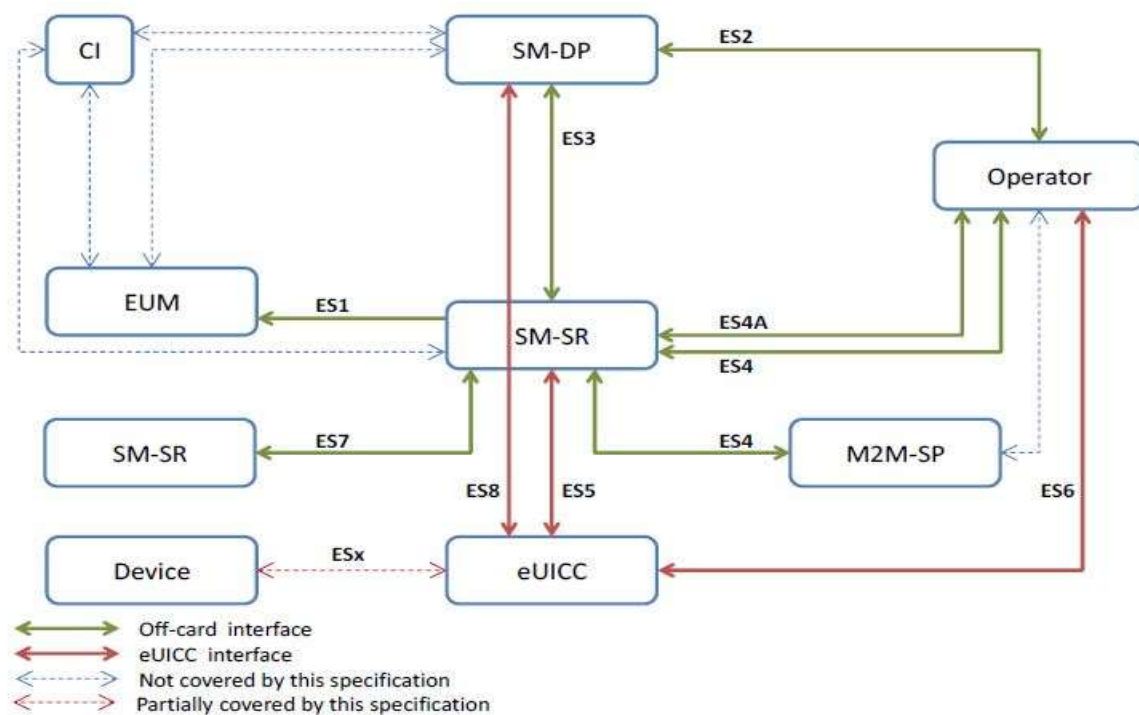 CI
SM-DP
ES2
ES3
Operator
EUM
ES1
SM-SR
ES4A
ES4
SM-SR
ES7
ES4
M2M-SP
ES8
ES5
ES6
Device
ESx
eUICC
Off-card interface
eUICC interface
Not covered by this specification
Partially covered by this specification